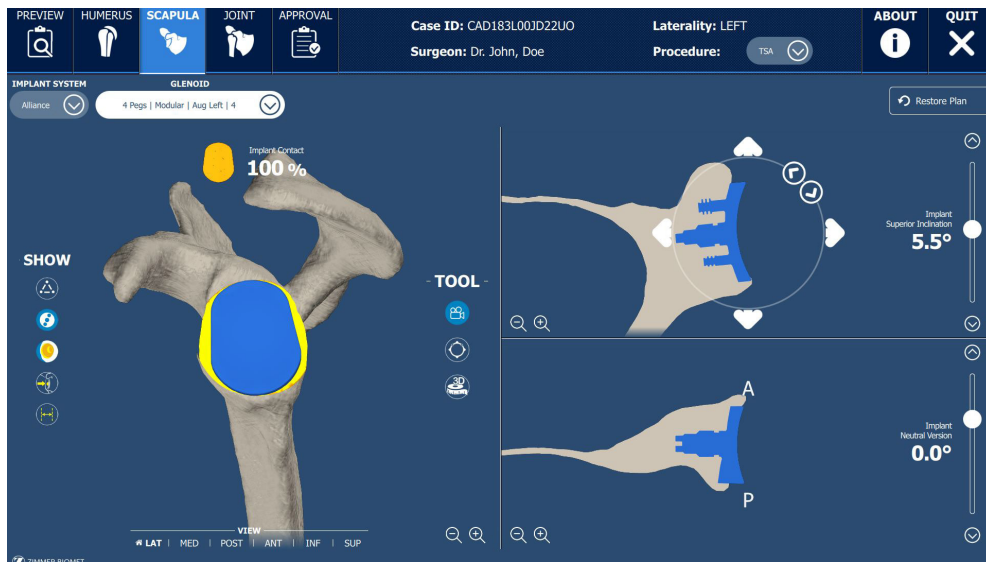 PREVIEW HUMERUS SCAPULA JOINT APPROVAL
Case ID: CAD183L00JD22UO
Laterality: LEFT
Surgeon: Dr. John, Doe
Procedure: TSA
ABOUT QUIT
IMPLANT SYSTEM
Alliance
GLENOID
4 Pegs | Modular | Aug Left | 4
Restore Plan
Implant Contact
100 %
SHOW
- TOOL -
3D
Implant
Superior Inclination
5.5°
A
P
Implant
Neutral Version
0.0°
VIEW
LAT | MED | POST | ANT | INF | SUP
ZIMMER BIOMET